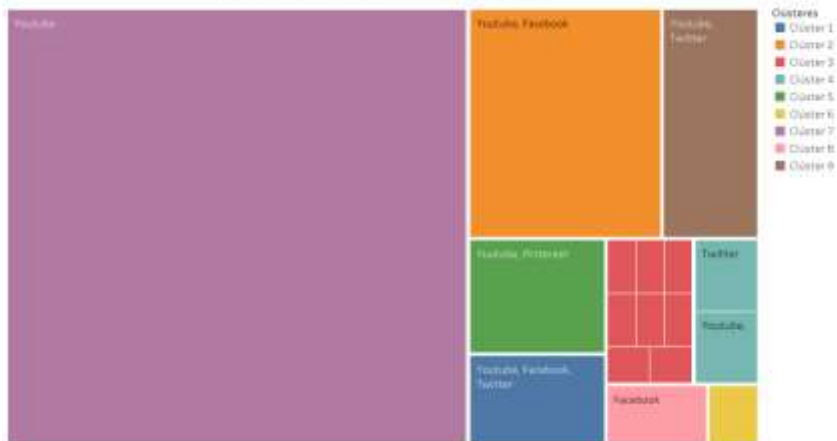 Youtube
Youtube, Facebook
Youtube,
Twitter
Youtube, Pinterest
Youtube, Facebook,
Twitter
Twitter
Youtube,
Facebook
Clústeres
Clúster 1
Clúster 2
Clúster 3
Clúster 4
Clúster 5
Clúster 6
Clúster 7
Clúster 8
Clúster 9